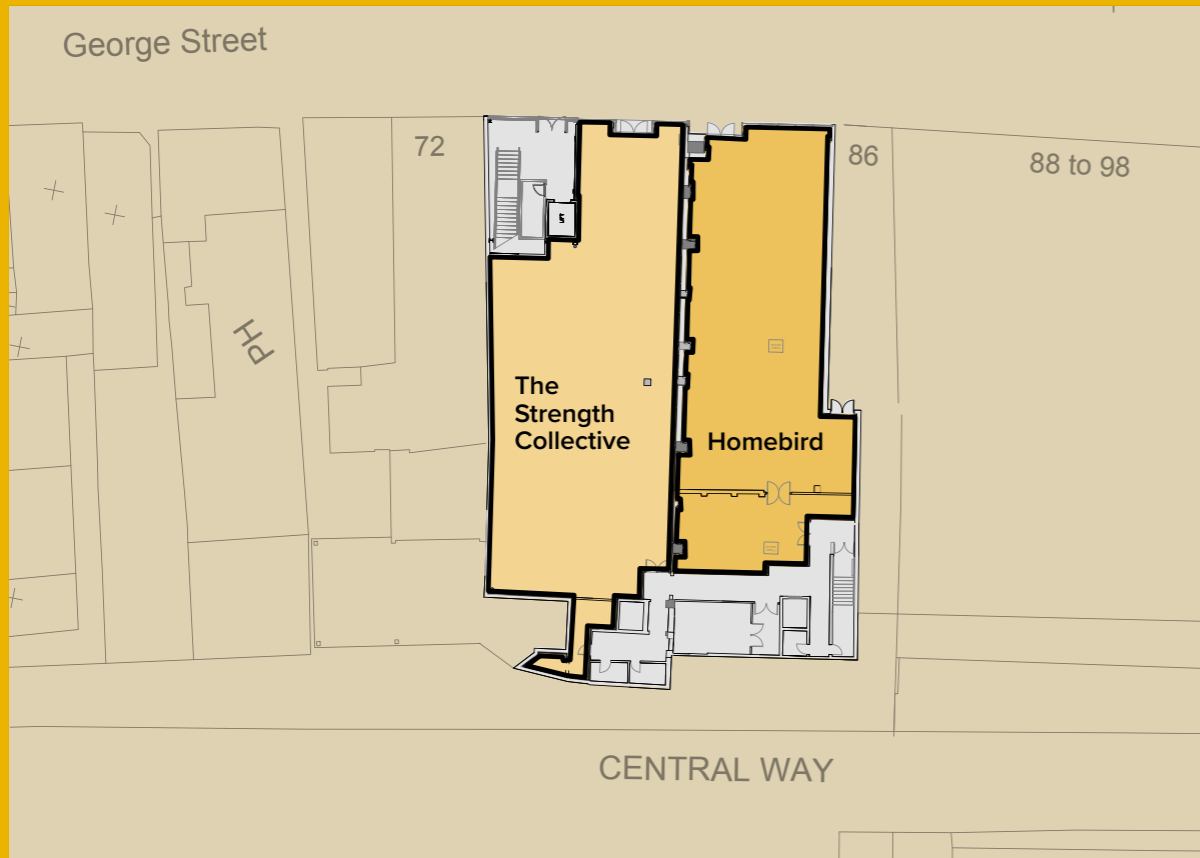 George Street
72
86
88 to 98
PH
The
Strength
Collective
Homebird
CENTRAL WAY